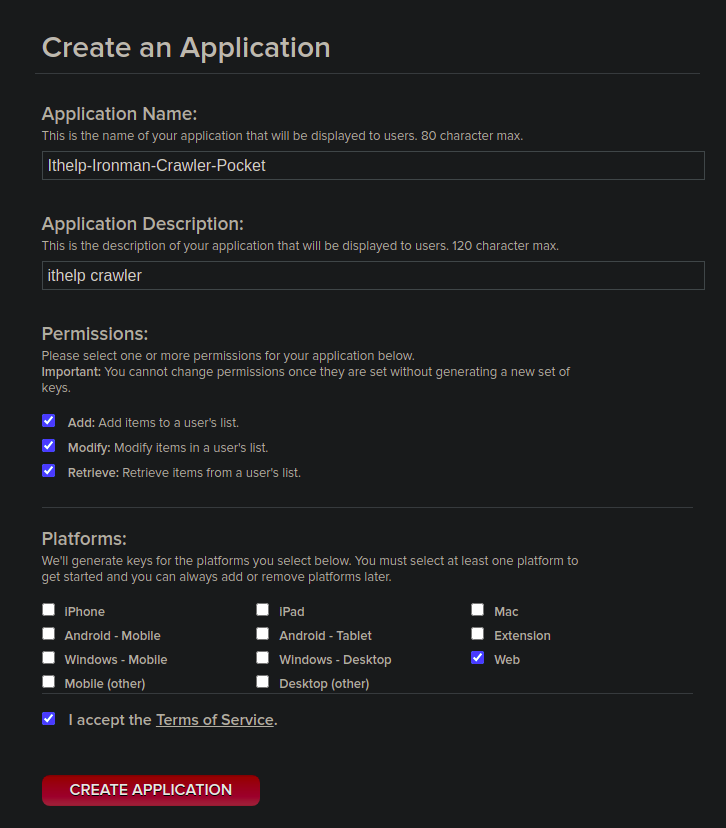 Create an Application
Application Name:
This is the name of your application that will be displayed to users. 80 character max.
Ithelp-Ironman-Crawler-Pocket
Application Description:
This is the description of your application that will be displayed to users. 120 character max.
ithelp crawler
Permissions:
Please select one or more permissions for your application below.
Important: You cannot change permissions once they are set without generating a new set of
keys.
Add: Add items to a user's list.
Modify: Modify items in a user's list.
Retrieve: Retrieve items from a user's list.
Platforms:
We'll generate keys for the platforms you select below. You must select at least one platform to
get started and you can always add or remove platforms later.
iPhone iPad Mac
Android - Mobile Android - Tablet Extension
Windows - Mobile Windows - Desktop Web
Mobile (other) Desktop (other)
I accept the Terms of Service.
CREATE APPLICATION